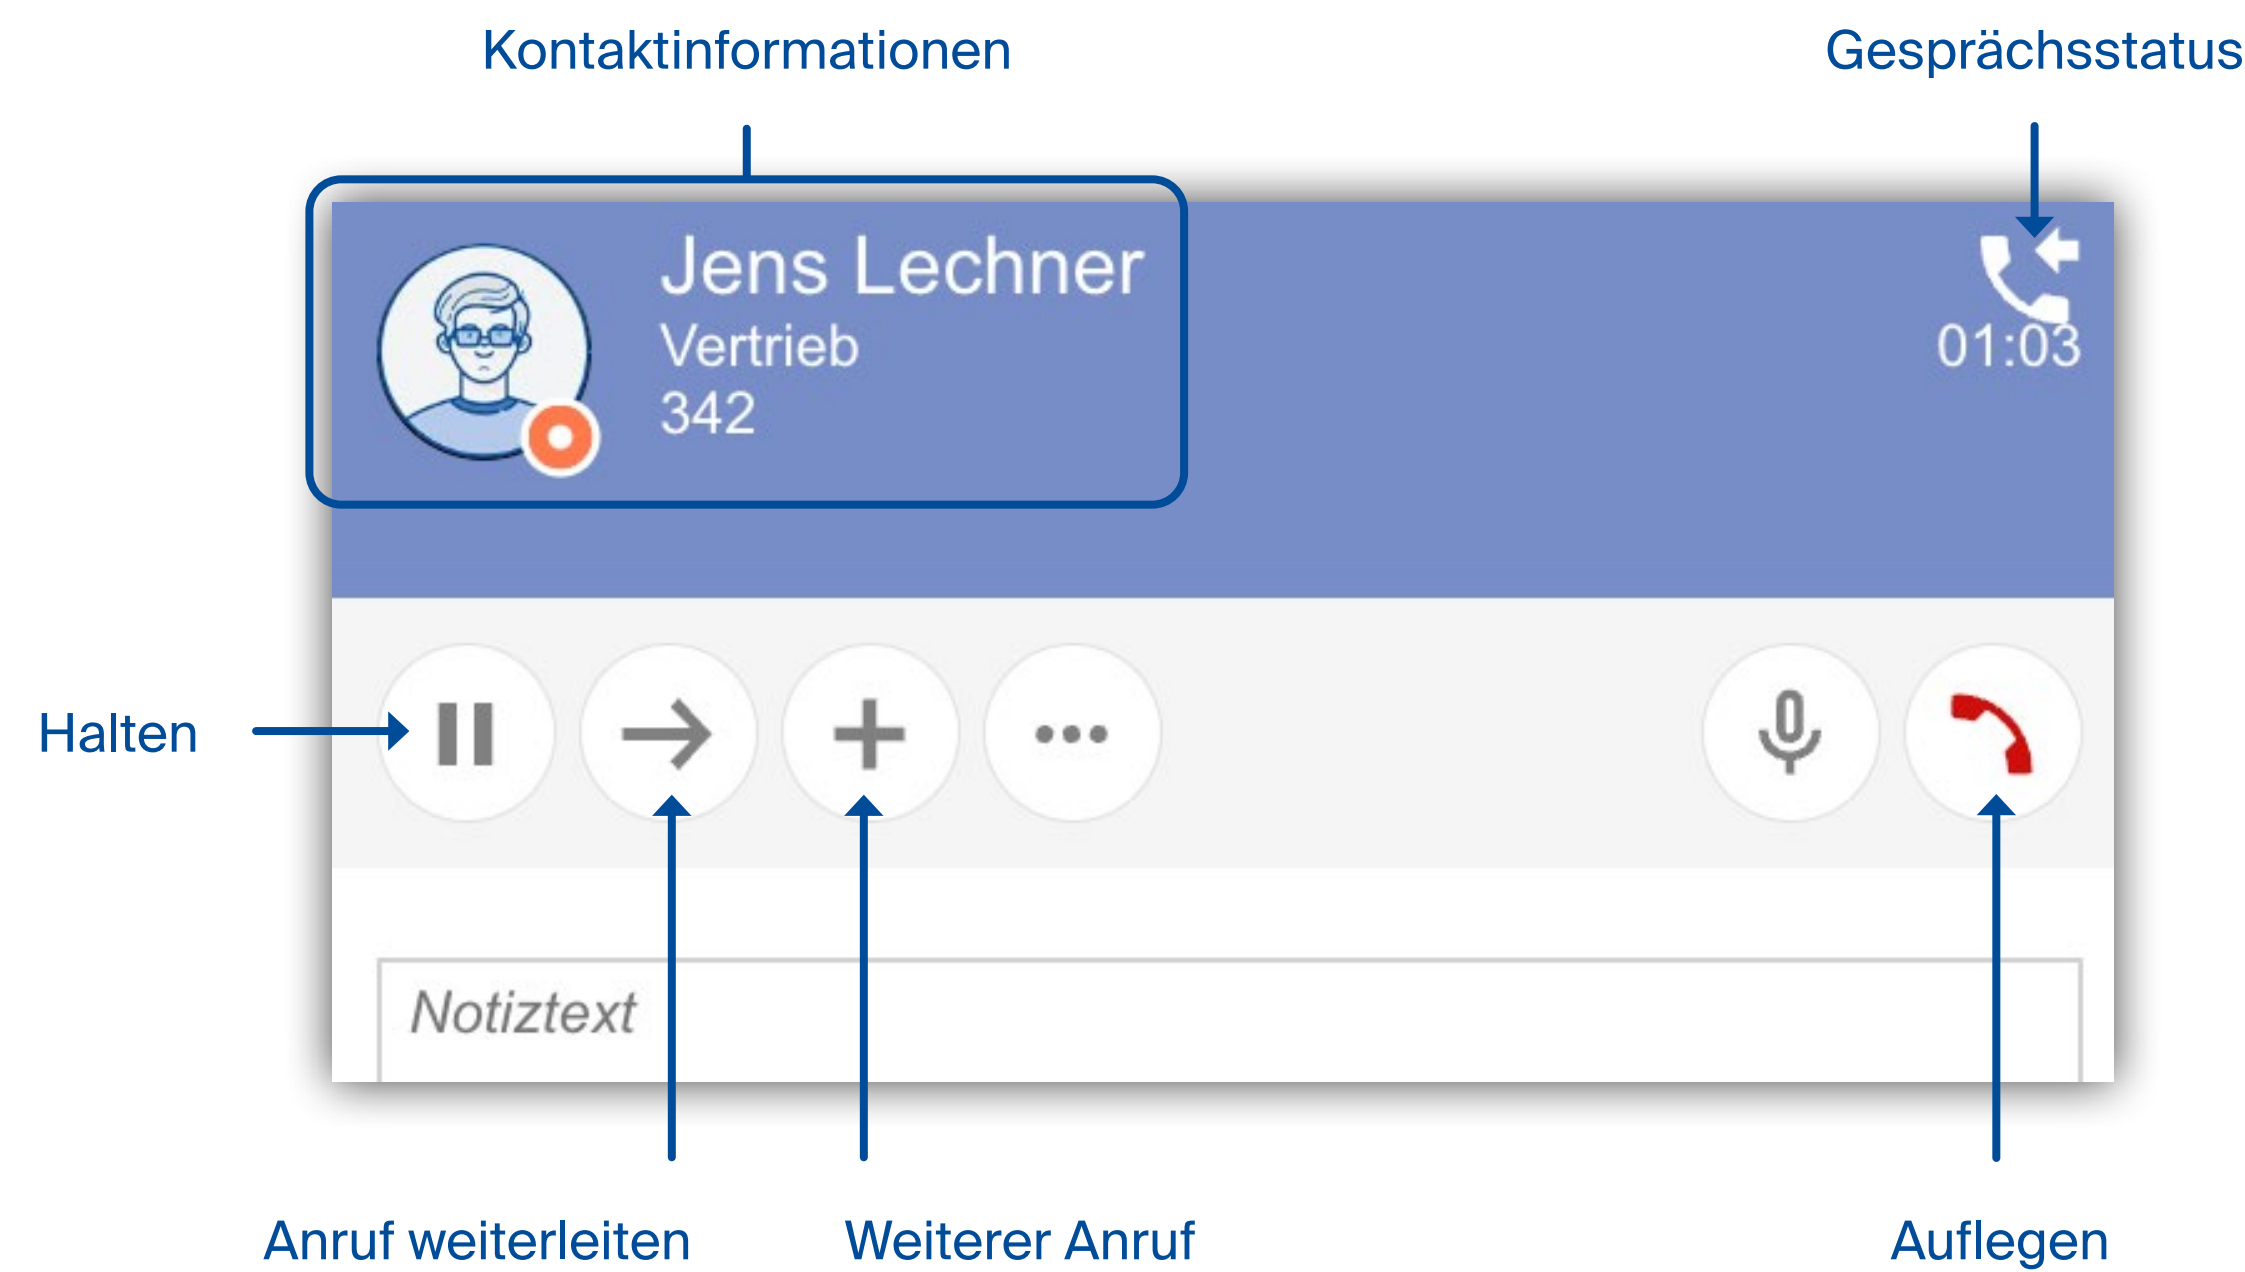 Kontaktinformationen
Gesprächsstatus
Jens Lechner
Vertrieb
342
01:03
Halten
Notiztext
Anruf weiterleiten
Weiterer Anruf
Auflegen